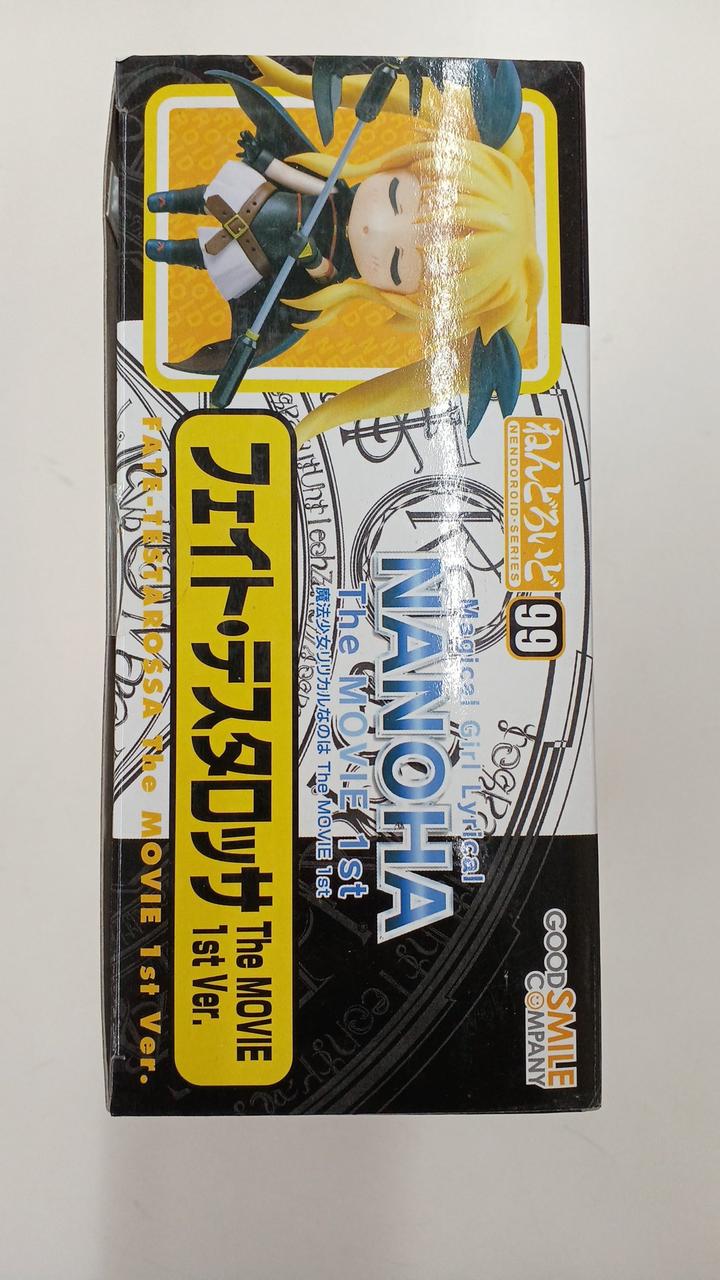 ねんどろいど
NENDOROID·SERIES
99
GOOD SMILE
COMPANY
Magical Girl Lyrical
NANOHA
The MOVIE 1st
魔法少女リリカルなのは The MOVIE 1st
フェイト・テスタロッサ The MOVIE
1st Ver.
FATE·TESTAROSSA The MOVIE 1st Ver.